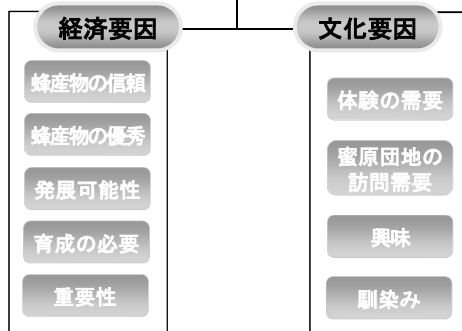 経済要因
蜂産物の信頼
蜂産物の優秀
発展可能性
育成の必要
重要性
文化要因
体験の需要
蜜原団地の
訪問需要
興味
馴染み